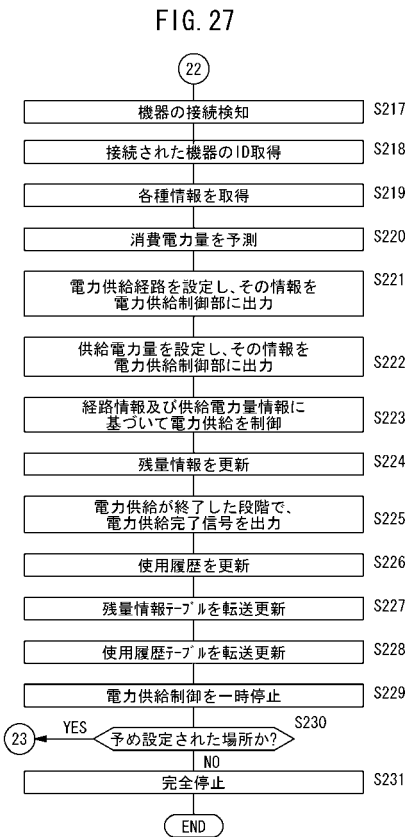 FIG. 27
22
機器の接続検知 S217
接続された機器のID取得 S218
各種情報を取得 S219
消費電力量を予測 S220
電力供給経路を設定し、その情報を
電力供給制御部に出力
S221
供給電力量を設定し、その情報を
電力供給制御部に出力
S222
経路情報及び供給電力量情報に
基づいて電力供給を制御
S223
残量情報を更新 S224
電力供給が終了した段階で、
電力供給完了信号を出力
S225
使用履歴を更新 S226
残量情報テーブルを転送更新 S227
使用履歴テーブルを転送更新 S228
電力供給制御を一時停止 S229
23 YES 予め設定された場所か? S230
NO
完全停止 S231
END